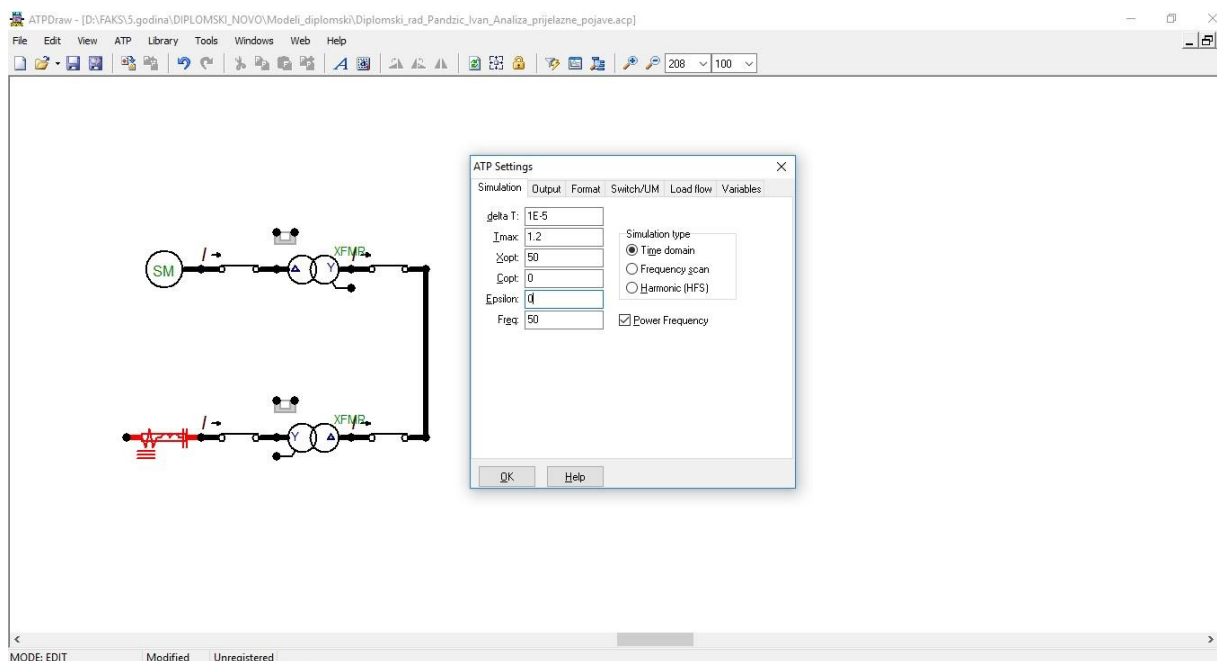 ATPDraw - [D:\FAKS\5.godina\DIPLOMSKI_NOVO\Modeli_diplomski\Diplomski_rad_Pandzic_Ivan_Analiza_prijelazne_pojave.acp]
File Edit View ATP Library Tools Windows Web Help
208 100
ATP Settings
Simulation Output Format Switch/UM Load flow Variables
delta T: 1E-5
Tmax: 1.2
Xopt: 50
Copt: 0
Epsilon: 0
Freq: 50
Simulation type
Time domain
Frequency scan
Harmonic (HFS)
Power Frequency
OK Help
XFMR
SM
Y
XFMR
Y
MODE: EDIT Modified Unregistered